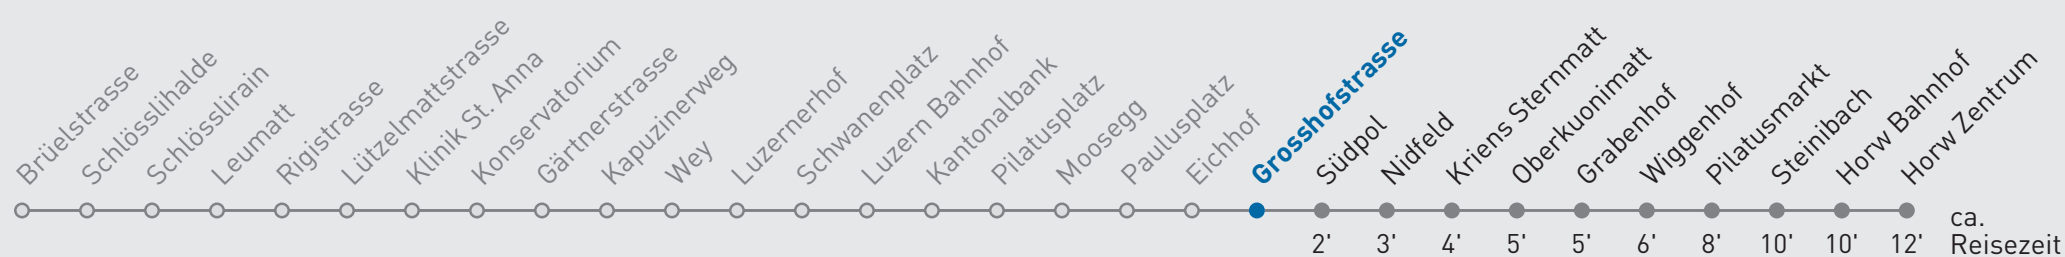 Brüelstrasse
Schlösslihalde
Schlösslirain
Leumatt
Rigistrasse
Lützelmattstrasse
Klinik St. Anna
Konservatorium
Gärtnerstrasse
Kapuzinerweg
Wey
Luzernerhof
Schwanenplatz
Luzern Bahnhof
Kantonalbank
Pilatusplatz
Moosegg
Paulusplatz
Eichhof
Grosshofstrasse
Südpol
Nidfeld
Kriens Sternmatt
Oberkuonimatt
Grabenhof
Wiggenhof
Pilatusmarkt
Steinibach
Horw Bahnhof
Horw Zentrum
ca.
2' 3' 4' 5' 5' 6' 8' 10' 10' 12' Reisezeit